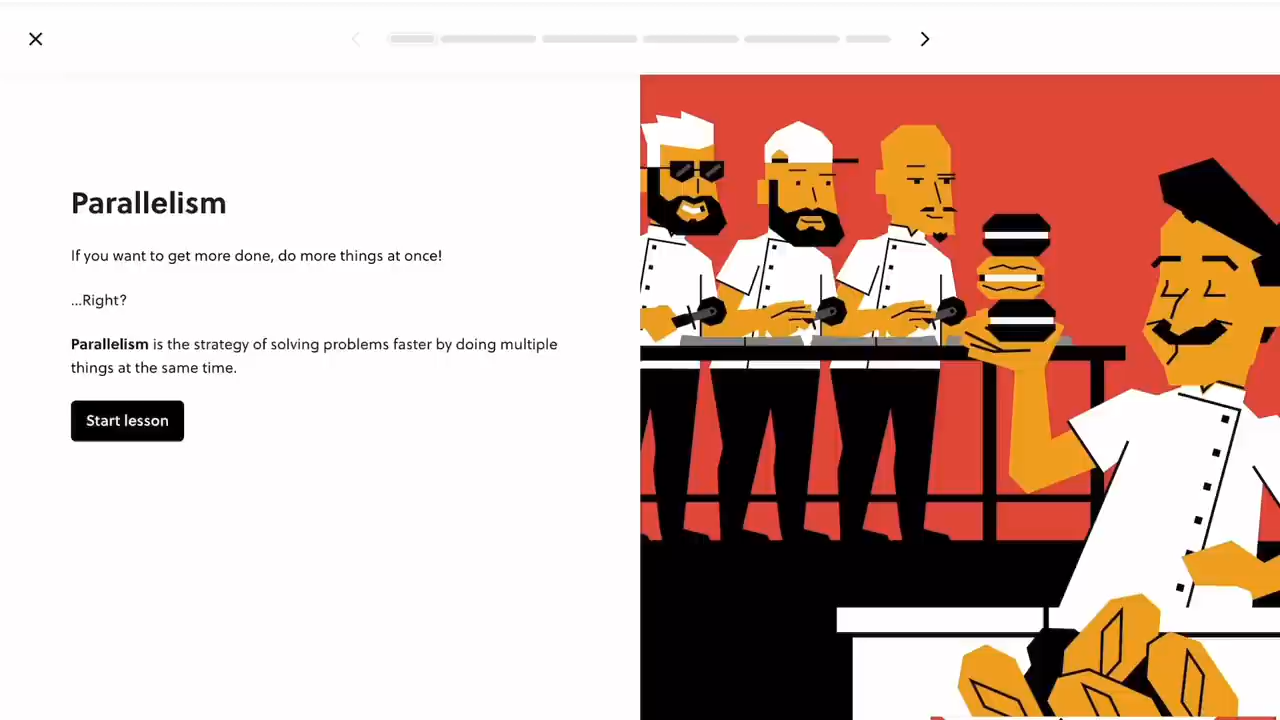 Parallelism
If you want to get more done, do more things at once!
...Right?
Parallelism is the strategy of solving problems faster by doing multiple
things at the same time.
Start lesson